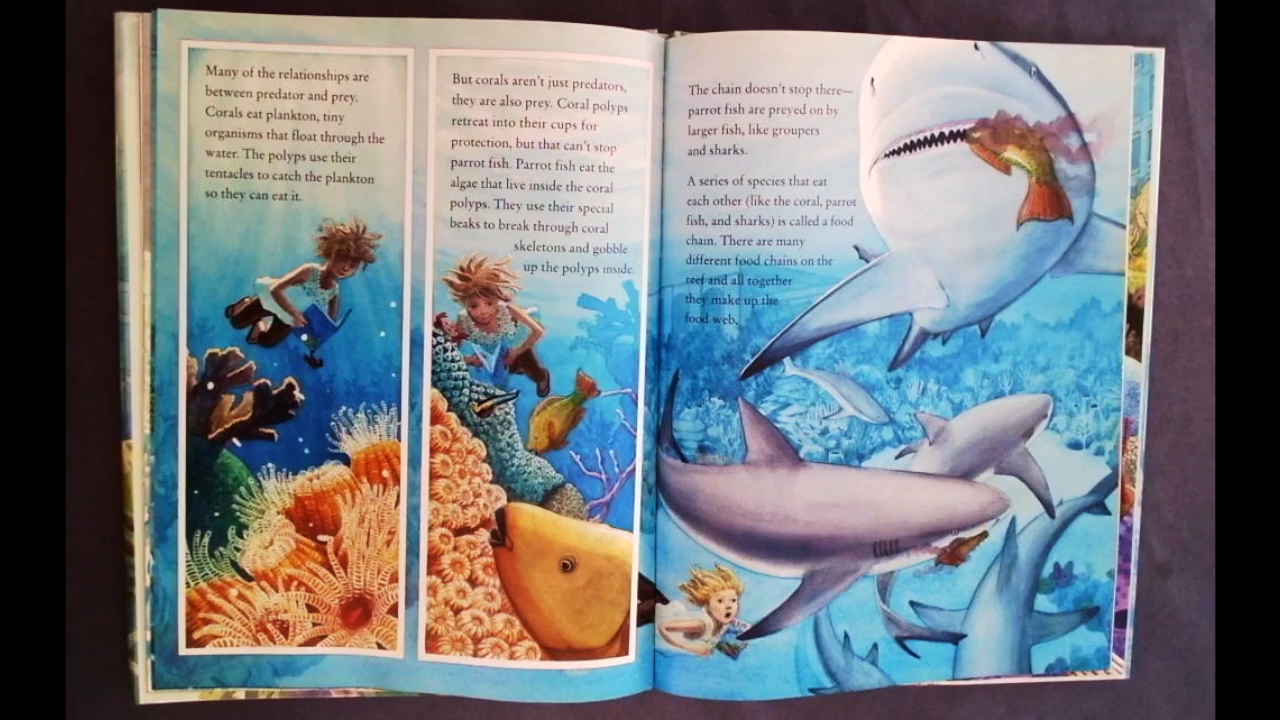 Many of the relationships are
between predator and prey.
Corals eat plankton, tiny
organisms that float through the
water. The polyps use their
tentacles to catch the plankton
so they can eat it.
But corals aren't just predators,
they are also prey. Coral polyps
retreat into their cups for
protection, but that can't stop
parrot fish. Parrot fish eat the
algae that live inside the coral
polyps. They use their special
beaks to break through coral
skeletons and gobble
up the polyps inside.
The chain doesn't stop there—
parrot fish are preyed on by
larger fish, like groupers
and sharks.
A series of species that eat
each other (like the coral, parrot
fish, and sharks) is called a food
chain. There are many
different food chains on the
reef and all together
they make up the
food web.